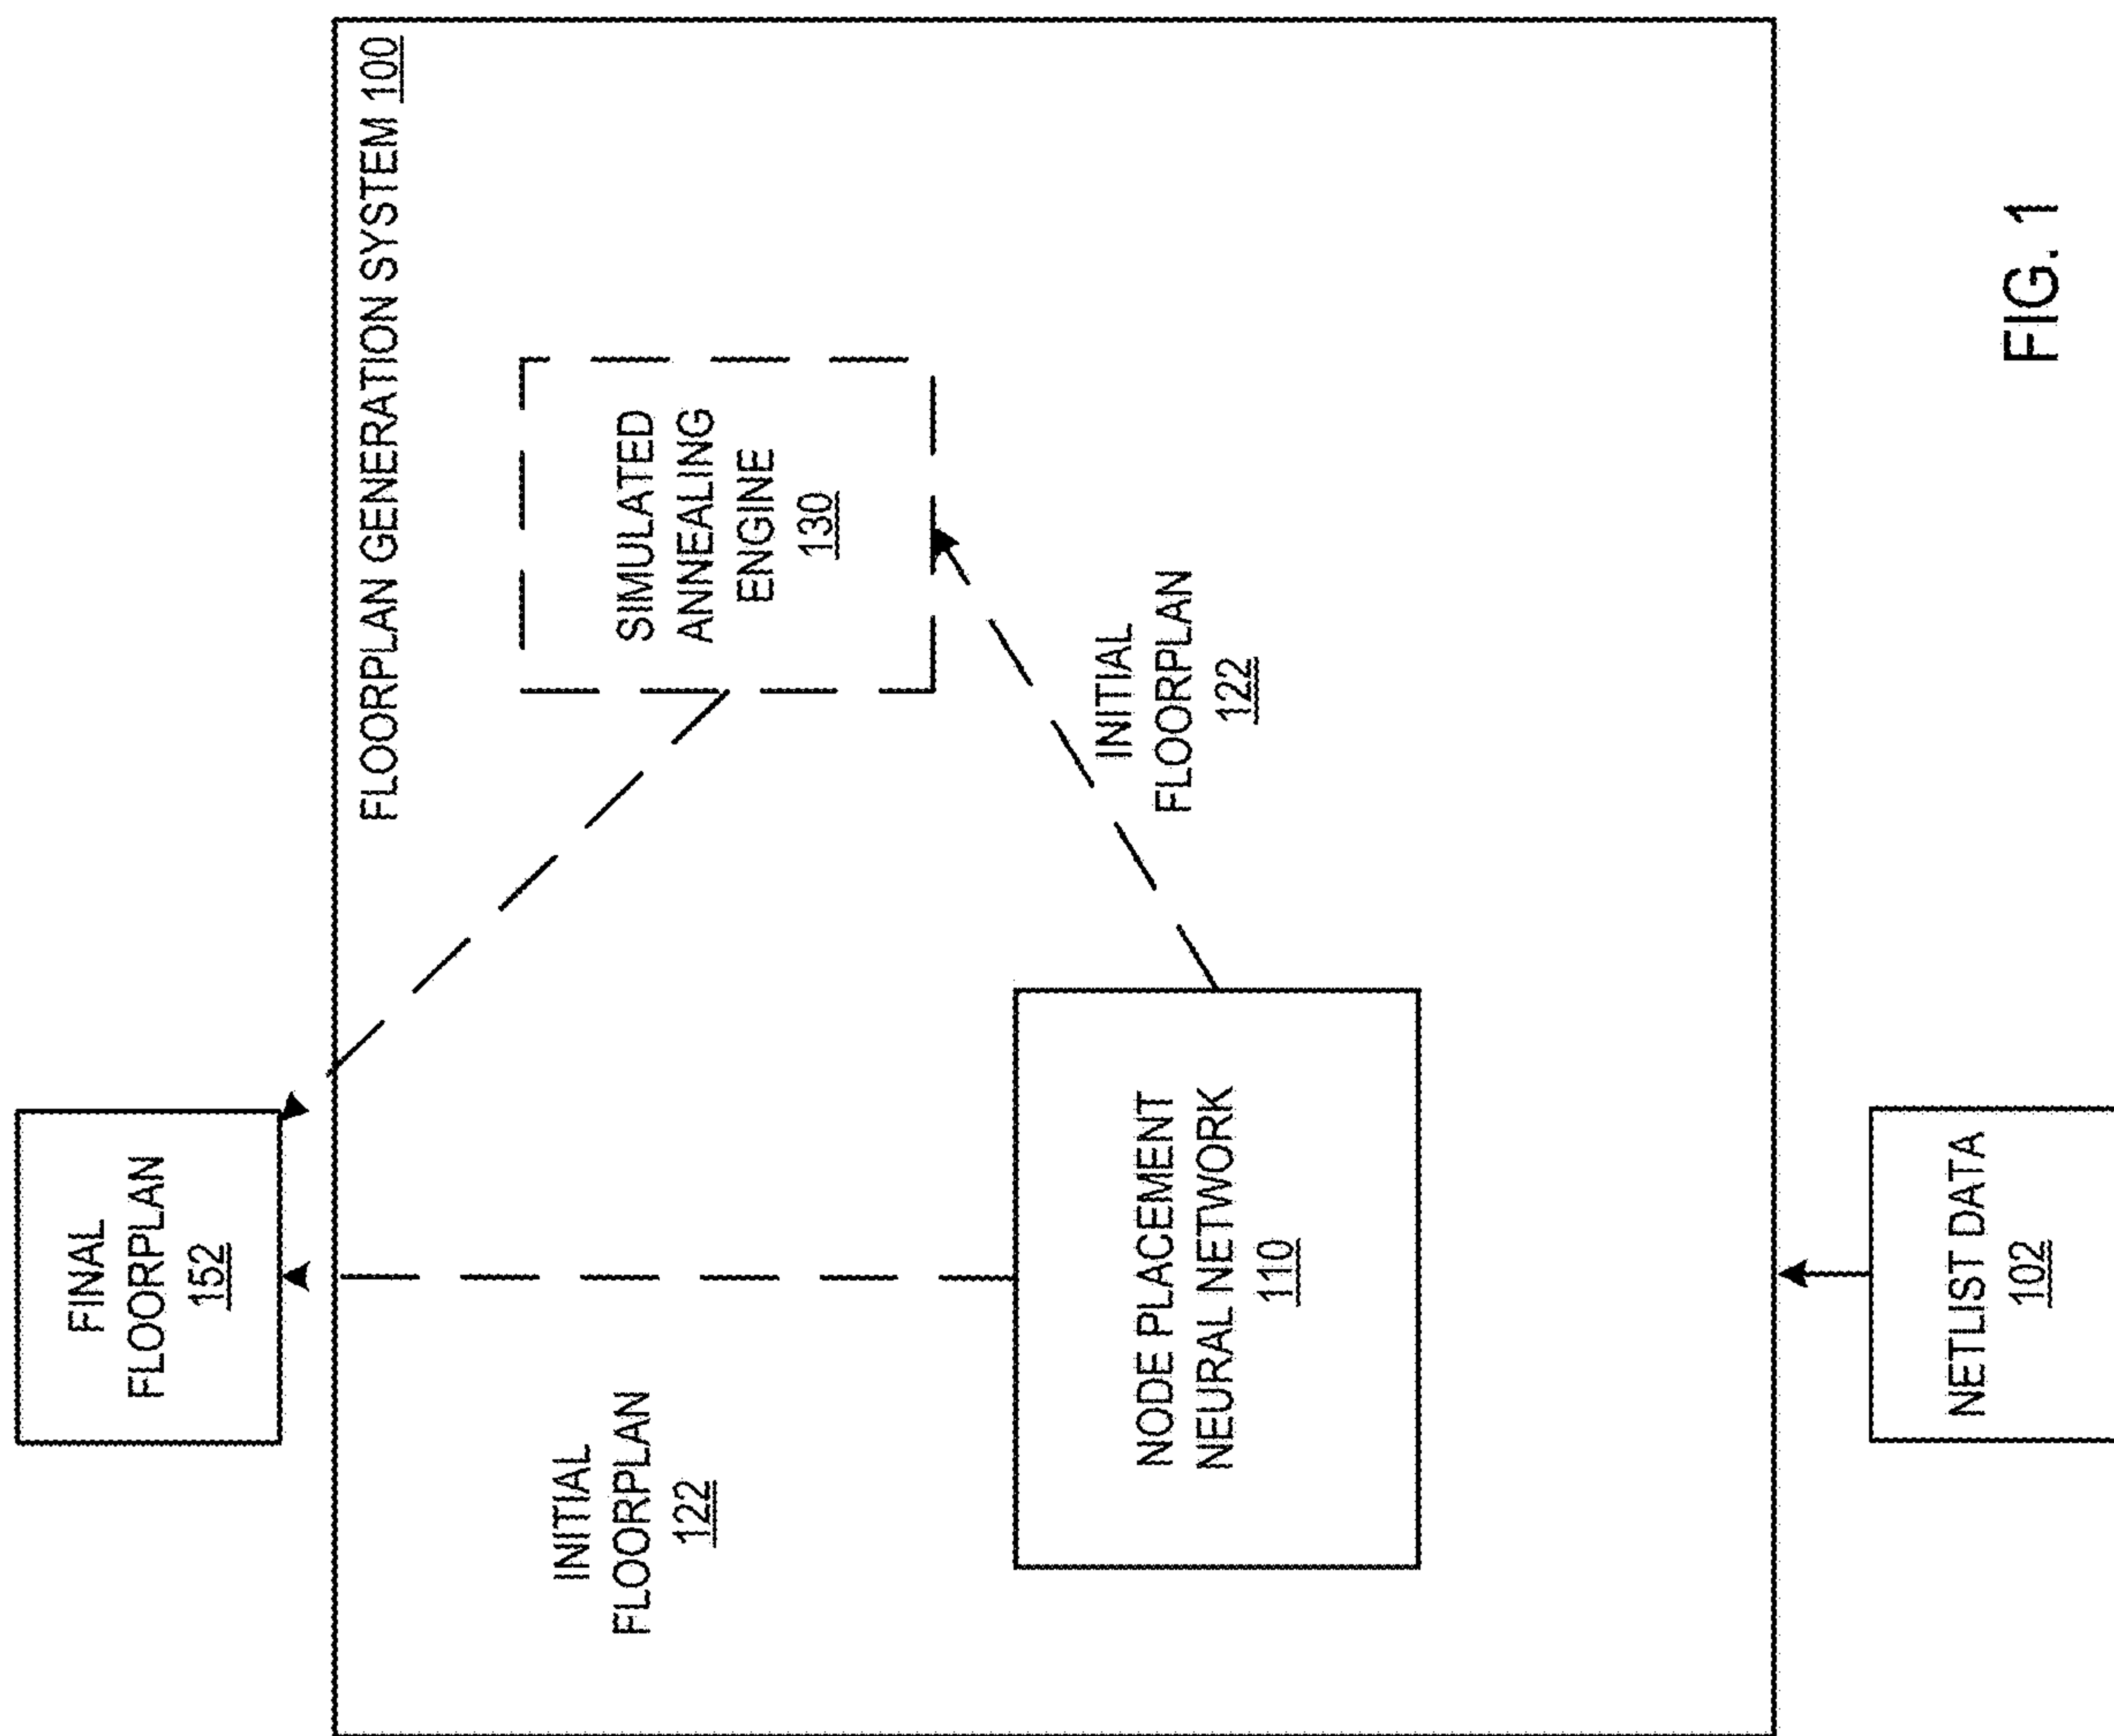 FLOORPLAN GENERATION SYSTEM 100
NETLIST DATA
102
NODE PLACEMENT
NEURAL NETWORK
110
INITIAL
FLOORPLAN
122
INITIAL
FLOORPLAN
122
SIMULATED
ANNEALING
ENGINE
130
FINAL
FLOORPLAN
152
FIG. 1